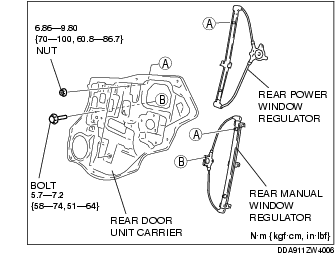 6.86—9.80
{70—100, 60.8—86.7}
NUT
A
A
B
REAR POWER
WINDOW
REGULATOR
A
B
BOLT
5.7—7.2
{58—74, 51—64}
REAR DOOR
UNIT CARRIER
REAR MANUAL
WINDOW
REGULATOR
N·m {kgf·cm, in·lbf}
DDA911ZW4006